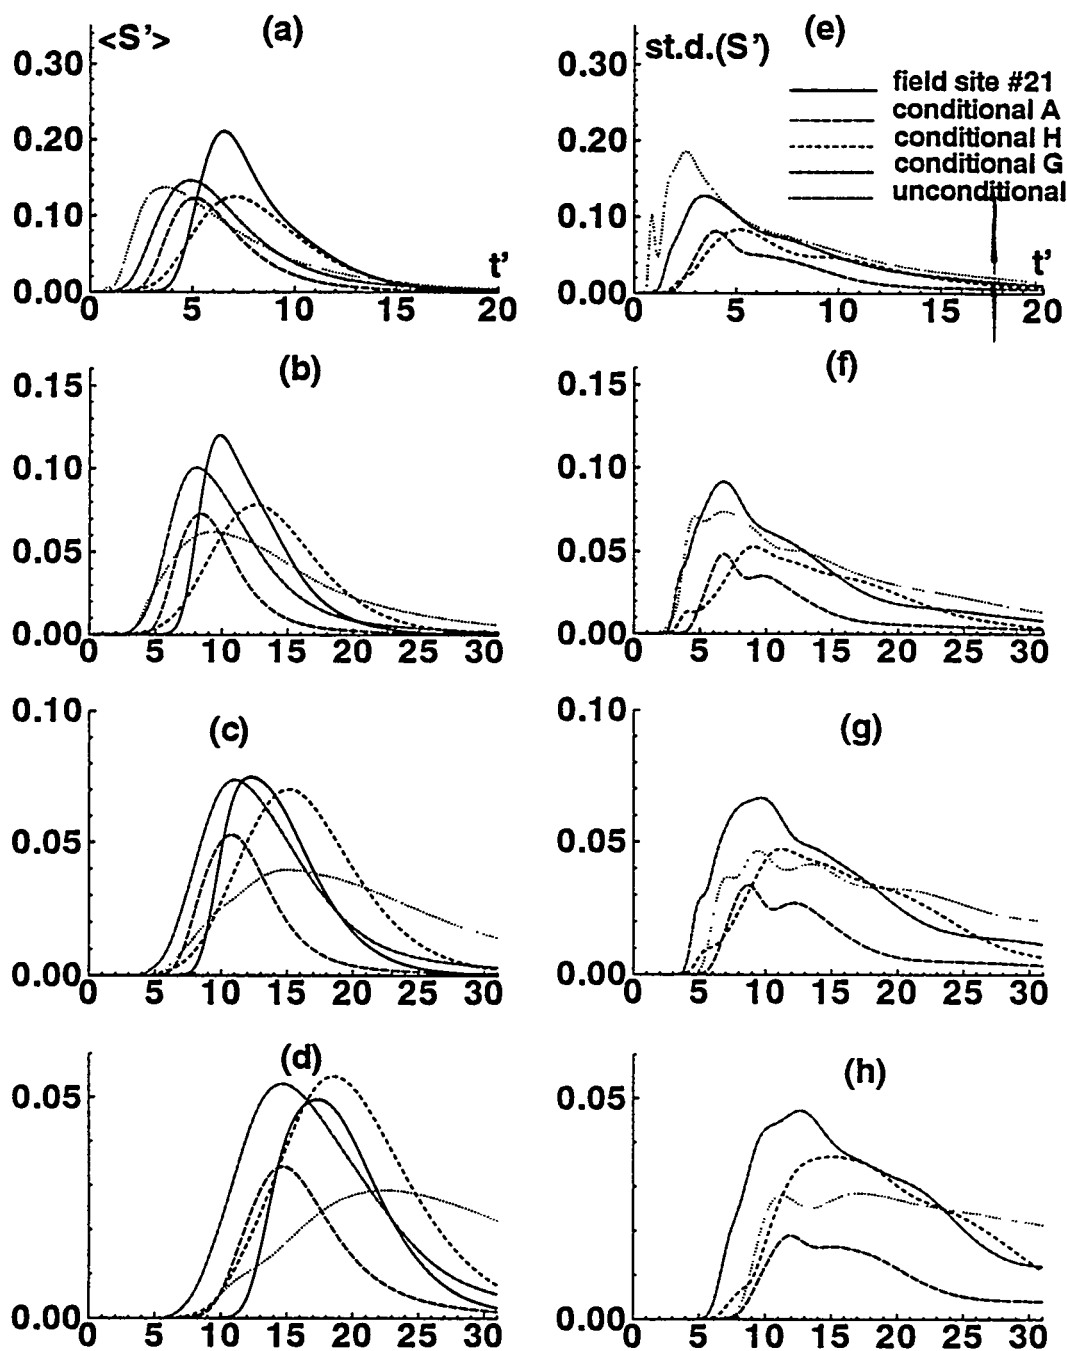 <S'>
(a)
0.30
0.20
0.10
0.00
0 5 10 15 20
t'
st.d.(S')
(e)
field site #21
conditional A
conditional H
conditional G
unconditional
0.30
0.20
0.10
0.00
0 5 10 15 20
t'
(b)
0.15
0.10
0.05
0.00
0 5 10 15 20 25 30
(f)
0.15
0.10
0.05
0.00
0 5 10 15 20 25 30
(c)
0.10
0.05
0.00
0 5 10 15 20 25 30
(g)
0.10
0.05
0.00
0 5 10 15 20 25 30
(d)
0.05
0.00
0 5 10 15 20 25 30
(h)
0.05
0.00
0 5 10 15 20 25 30